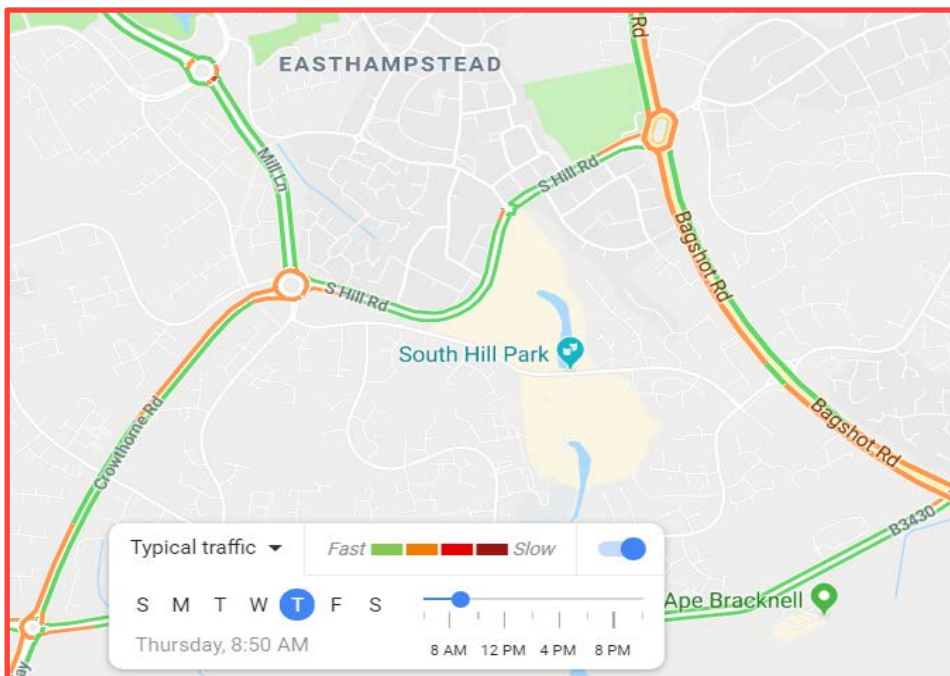 Rd
EASTHAMPSTEAD
Mill Ln
S Hill Rd
Bagshot Rd
S Hill Rd
South Hill Park
Crowthorne Rd
Bagshot Rd
B3430
Typical traffic
Fast Slow
S M T W T F S
Ape Bracknell
Thursday, 8:50 AM
8 AM 12 PM 4 PM 8 PM
ay